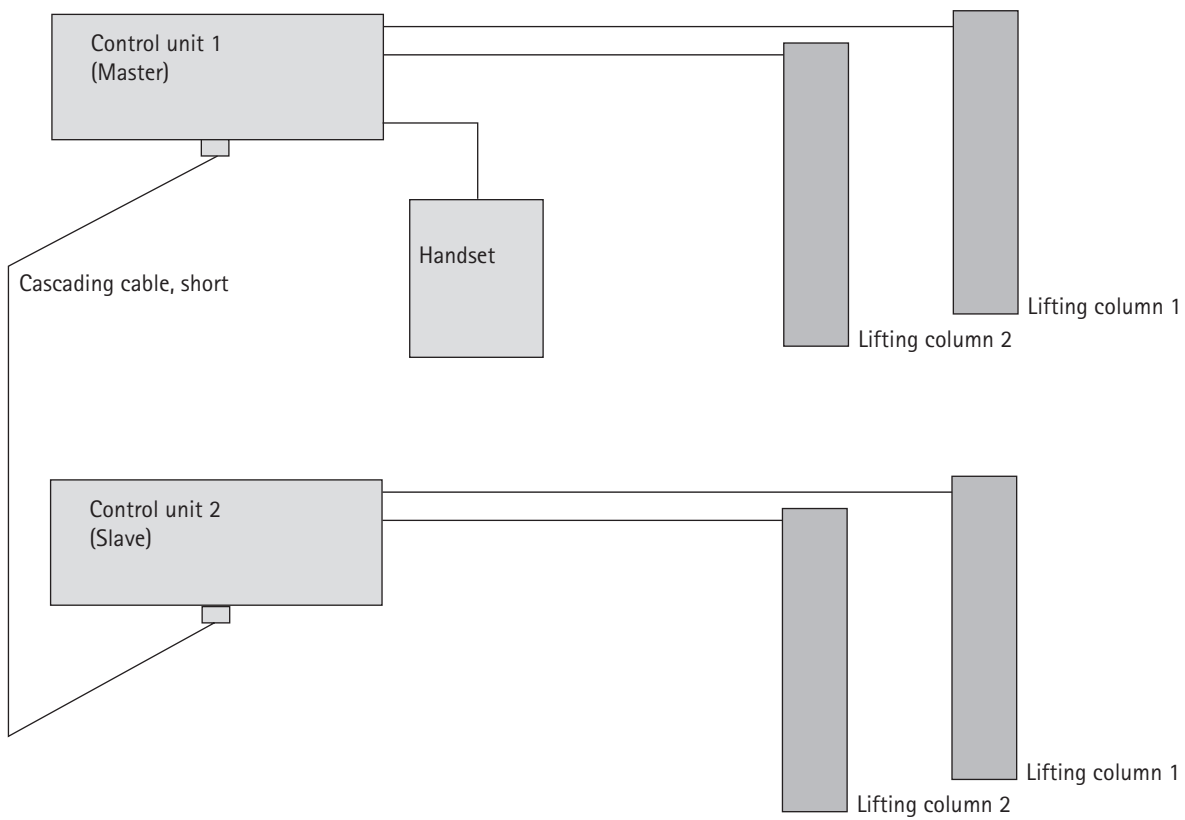 Control unit 1
(Master)
Handset
Cascading cable, short
Lifting column 1
Lifting column 2
Control unit 2
(Slave)
Lifting column 1
Lifting column 2